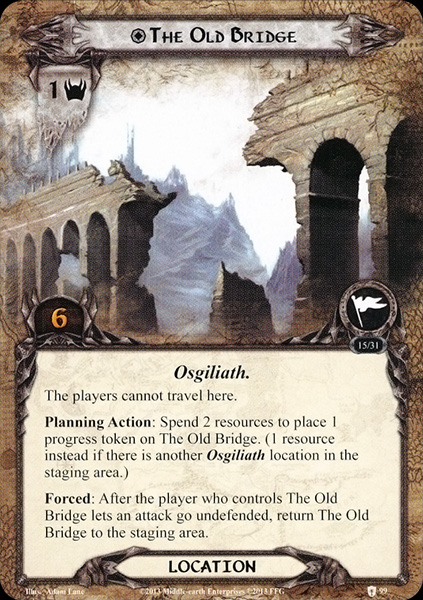 The Old Bridge
1
6
15/31
Osgiliath.
The players cannot travel here.
Planning Action: Spend 2 resources to place 1
progress token on The Old Bridge. (1 resource
instead if there is another Osgiliath location in the
staging area.)
Forced: After the player who controls The Old
Bridge lets an attack go undefended, return The Old
Bridge to the staging area.
LOCATION
Illus. Adam Lane ©2013 Middle-earth Enterprises ©2013 FFG 99